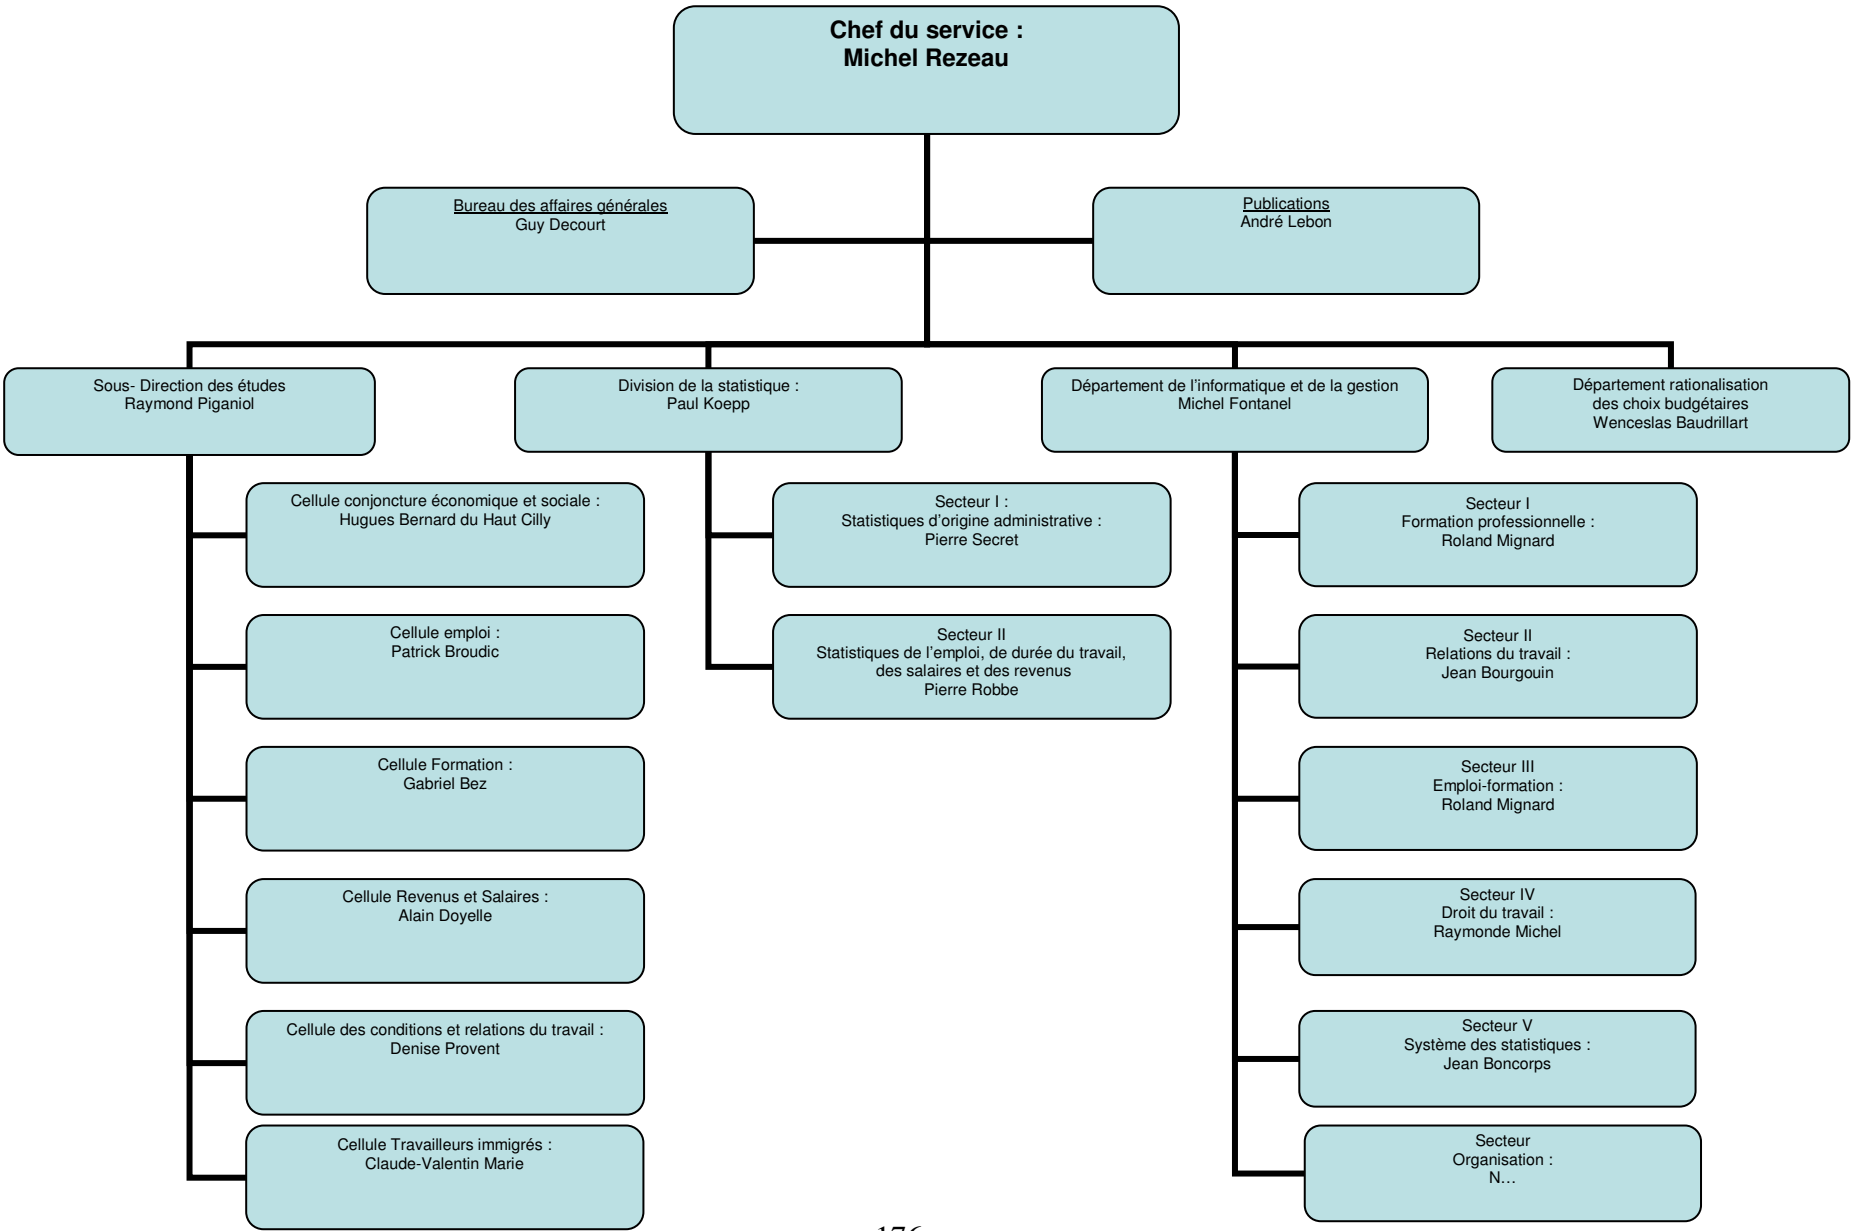 Chef du service :
Michel Rezeau
Bureau des affaires générales
Guy Decourt
Publications
André Lebon
Sous- Direction des études
Raymond Piganiol
Division de la statistique :
Paul Koepp
Département de l'informatique et de la gestion
Michel Fontanel
Département rationalisation
des choix budgétaires
Wenceslas Baudrillart
Cellule conjoncture économique et sociale :
Hugues Bernard du Haut Cilly
Cellule emploi :
Patrick Broudic
Cellule Formation :
Gabriel Bez
Cellule Revenus et Salaires :
Alain Doyelle
Cellule des conditions et relations du travail :
Denise Provent
Cellule Travailleurs immigrés :
Claude-Valentin Marie
Secteur I :
Statistiques d'origine administrative :
Pierre Secret
Secteur II
Statistiques de l'emploi, de durée du travail,
des salaires et des revenus
Pierre Robbe
Secteur I
Formation professionnelle :
Roland Mignard
Secteur II
Relations du travail :
Jean Bourgouin
Secteur III
Emploi-formation :
Roland Mignard
Secteur IV
Droit du travail :
Raymonde Michel
Secteur V
Système des statistiques :
Jean Boncorps
Secteur
Organisation :
N…